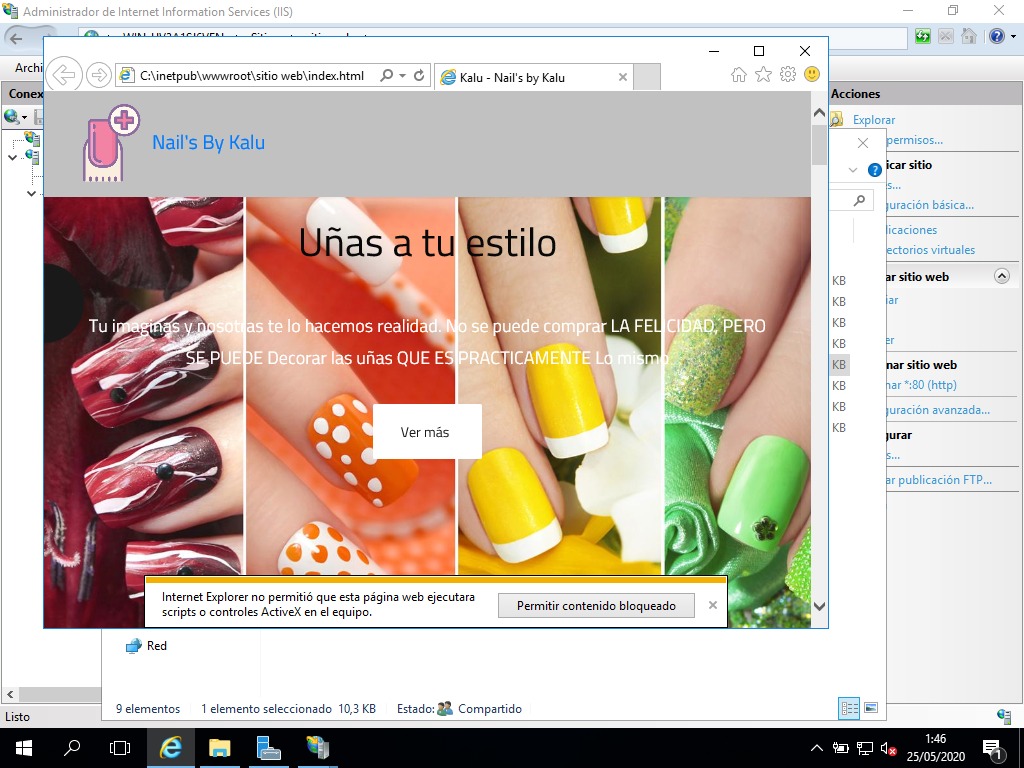 Administrador de Internet Information Services (IIS)
Archi
C:\inetpub\wwwroot\sitio web\index.html
Kalu - Nail's by Kalu
Conex
Acciones
Nail's By Kalu
Explorar
permisos...
icar sitio
s...
guración básica...
licaciones
ectorios virtuales
ar sitio web
iar
er
nar sitio web
nar *:80 (http)
guración avanzada...
gurar
s...
ar publicación FTP...
KB
KB
KB
KB
KB
KB
KB
KB
Uñas a tu estilo
Tu imaginas y nosotras te lo hacemos realidad. No se puede comprar LA FELICIDAD, PERO
SE PUEDE Decorar las uñas QUE ES PRACTICAMENTE Lo mismo
Ver más
Internet Explorer no permitió que esta página web ejecutara
scripts o controles ActiveX en el equipo.
Permitir contenido bloqueado
Red
9 elementos
1 elemento seleccionado 10,3 KB
Estado: Compartido
Listo
1:46
25/05/2020
1